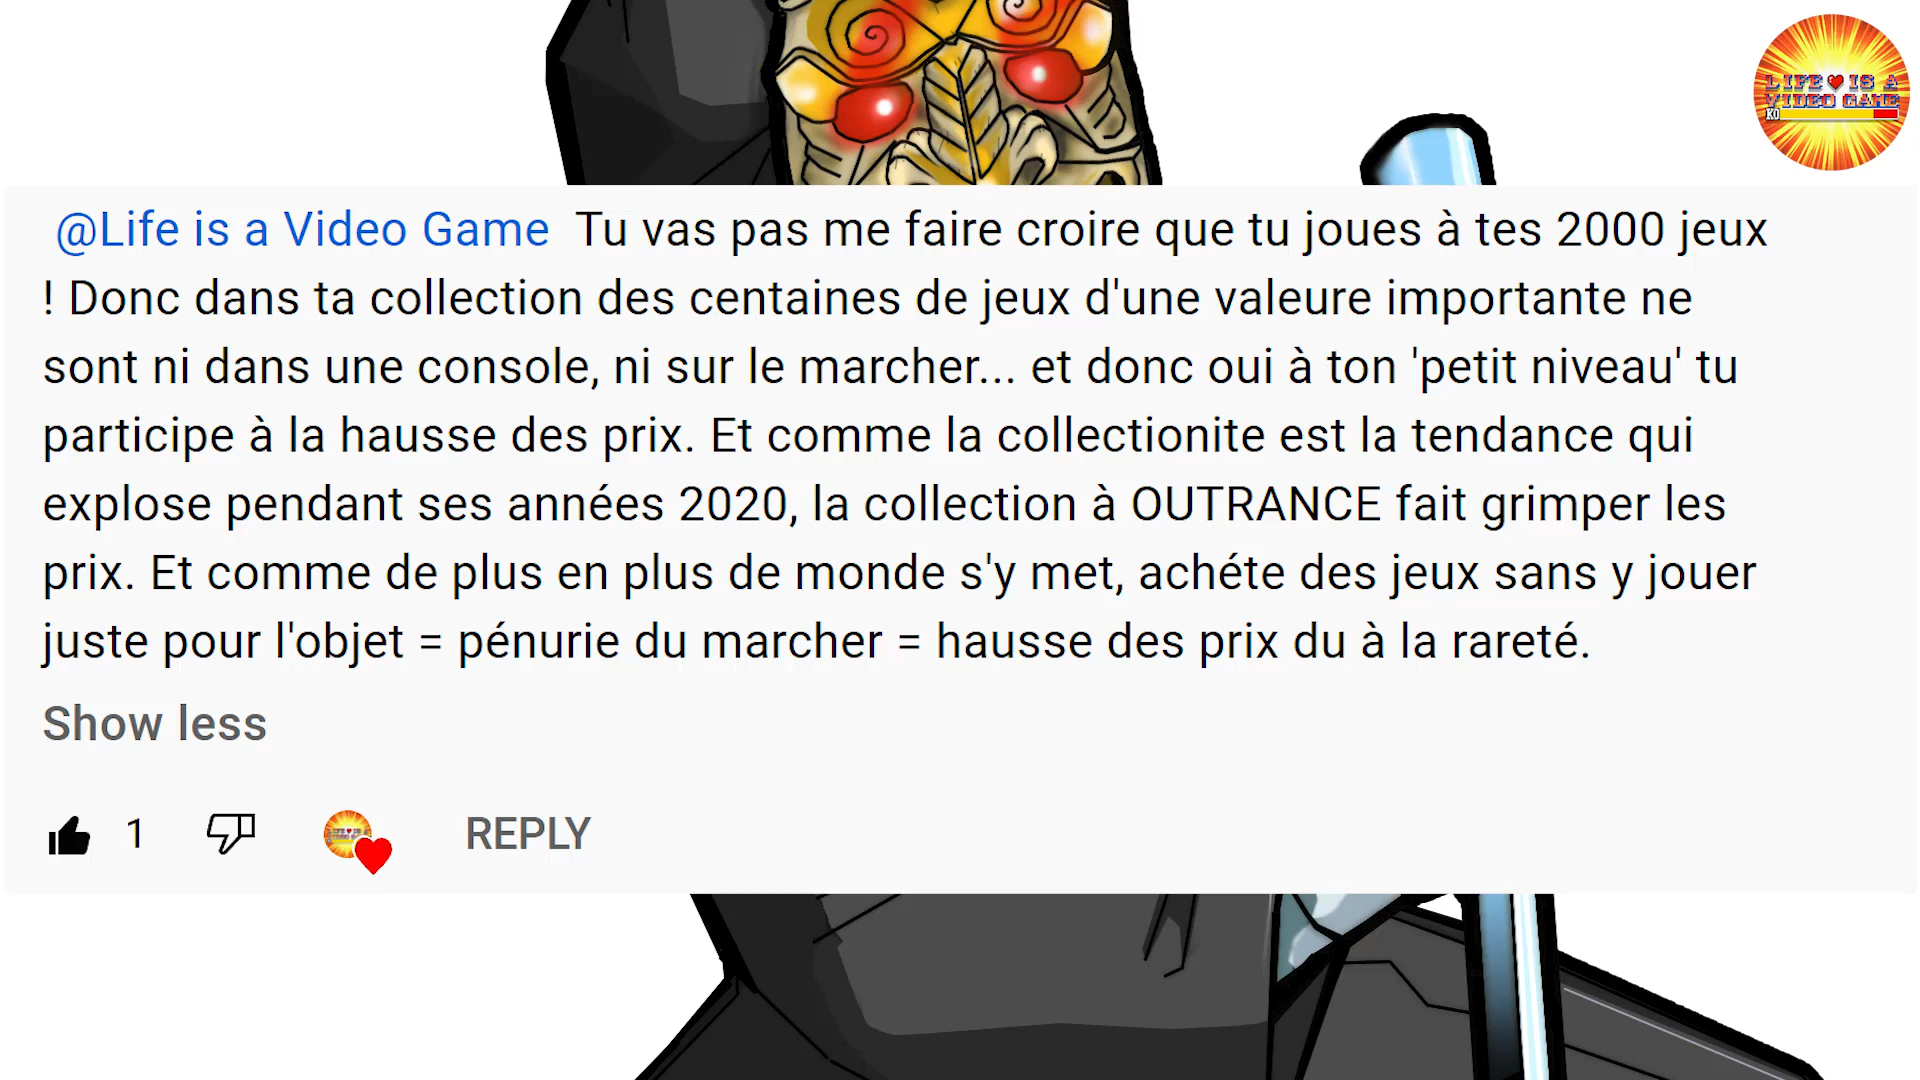 LIFE IS A
VIDEO GAME
KO
@Life is a Video Game Tu vas pas me faire croire que tu joues à tes 2000 jeux
! Donc dans ta collection des centaines de jeux d'une valeure importante ne
sont ni dans une console, ni sur le marcher... et donc oui à ton 'petit niveau' tu
participe à la hausse des prix. Et comme la collectionite est la tendance qui
explose pendant ses années 2020, la collection à OUTRANCE fait grimper les
prix. Et comme de plus en plus de monde s'y met, achéte des jeux sans y jouer
juste pour l'objet = pénurie du marcher = hausse des prix du à la rareté.
Show less
1 REPLY